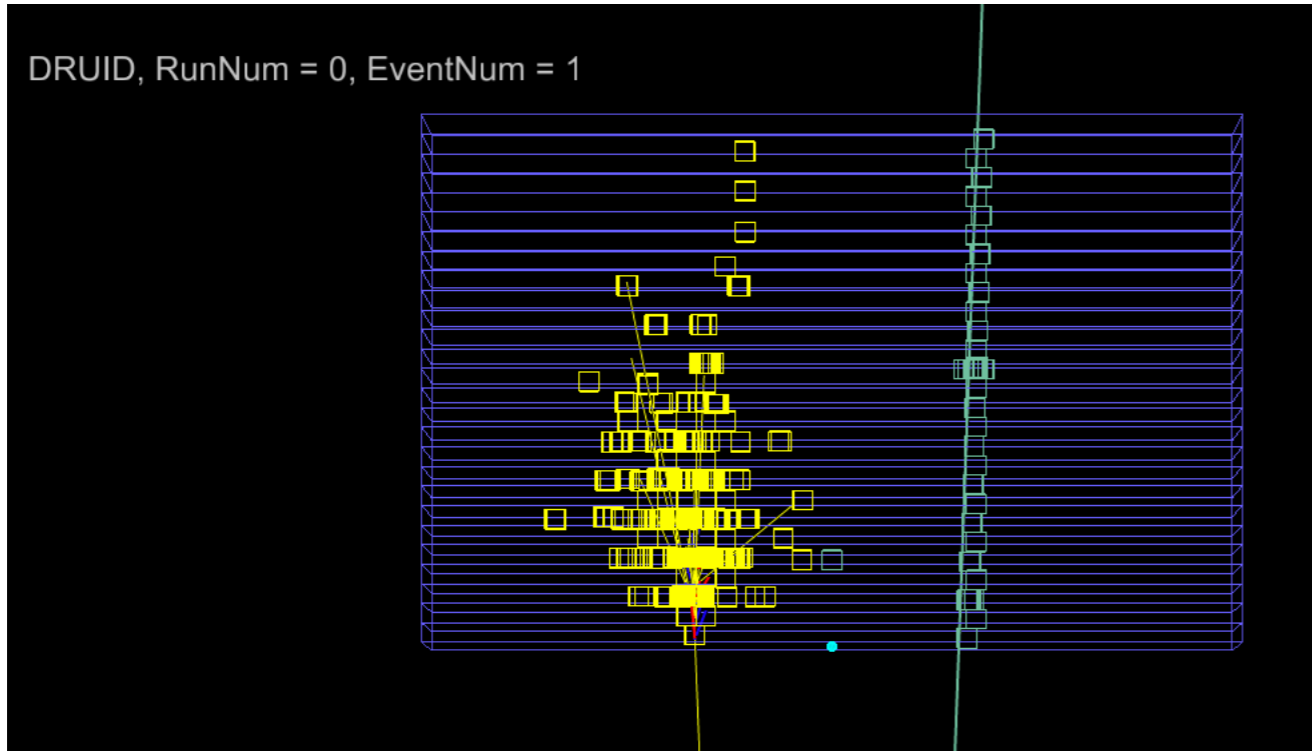 DRUID, RunNum = 0, EventNum = 1